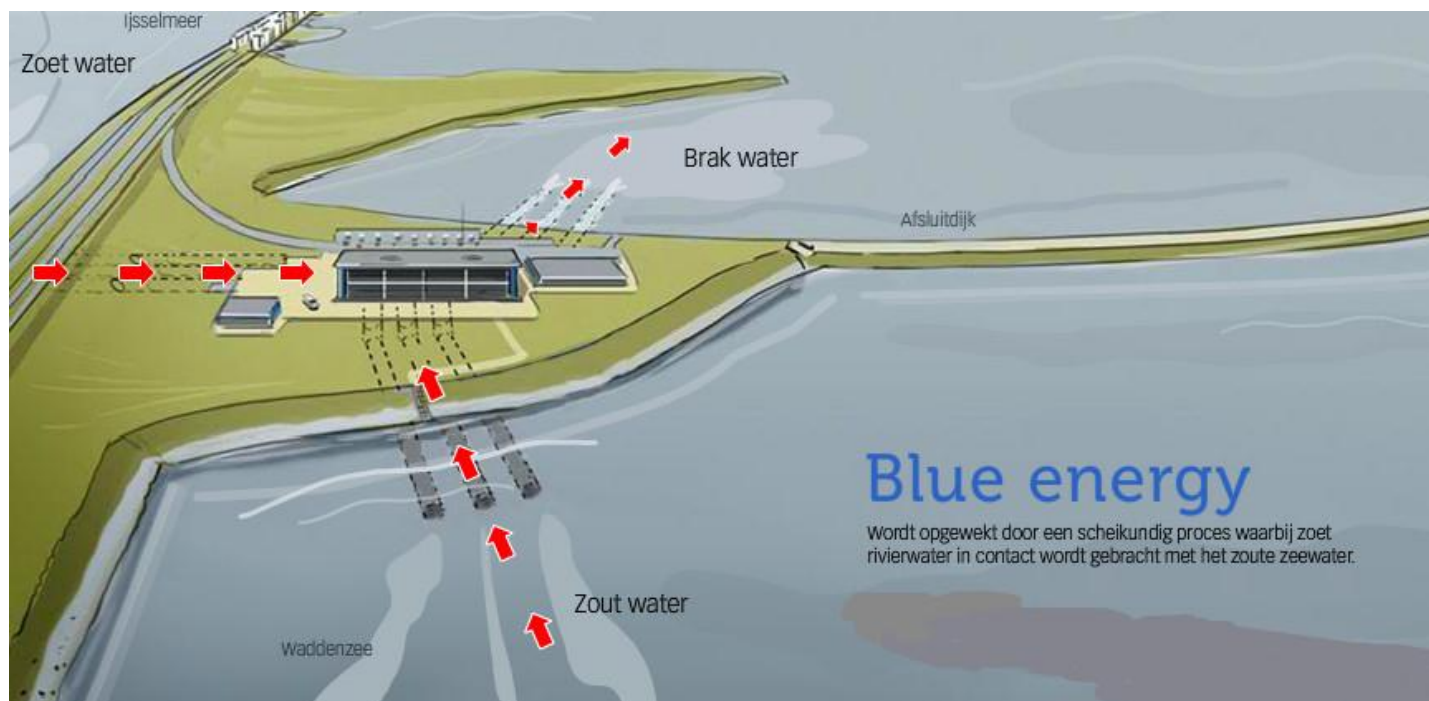 Ijsselmeer
Zoet water
Brak water
Afsluitdijk
Blue energy
Wordt opgewekt door een scheikundig proces waarbij zoet
rivierwater in contact wordt gebracht met het zoute zeewater.
Zout water
Waddenzee